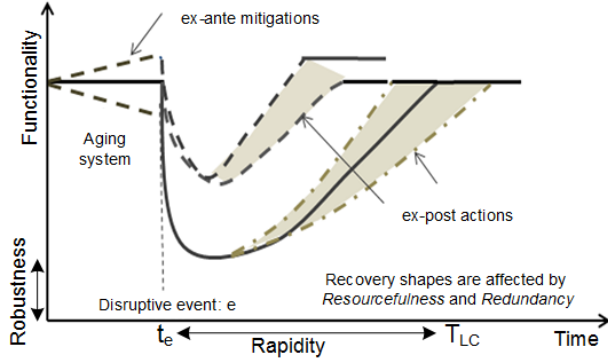 ex-ante mitigations
Functionality
Aging
system
ex-post actions
Robustness
Recovery shapes are affected by
Resourcefulness and Redundancy
Disruptive event: e
te
Rapidity
TLC
Time